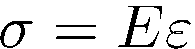 σ = Eε